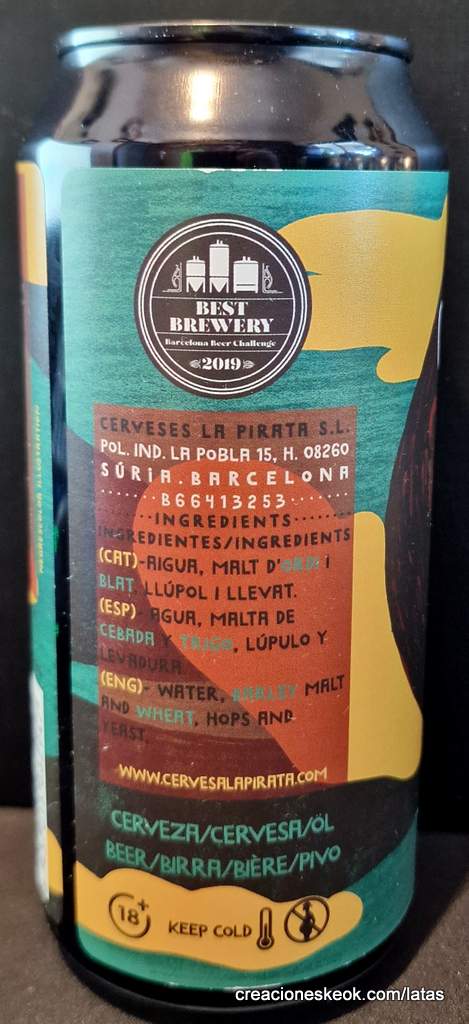 BEST
BREWERY
Barcelona Beer Challenge
2019
CERVESES LA PIRATA S.L.
POL. IND. LA POBLA 15, H. 08260
SÚRIA. BARCELONA
B66413253
INGREDIENTS
INGREDIENTES/INGREDIENTS
(CAT)-AIGUA, MALT D'ORDI I
BLAT, LLÚPOL I LLEVAT.
(ESP)- AGUA, MALTA DE
CEBADA Y TRIGO, LÚPULO Y
LEVADURA.
(ENG)- WATER, BARLEY MALT
AND WHEAT, HOPS AND
YEAST.
WWW.CERVESALAPIRATA.COM
CERVEZA/CERVESA/ÖL
BEER/BIRRA/BIÈRE/PIVO
18+
KEEP COLD
creacioneskeok.com/latas